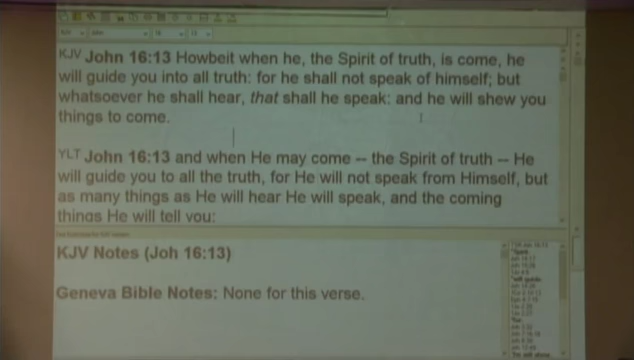 KJV John 16:13 Howbeit when he, the Spirit of truth, is come, he
will guide you into all truth: for he shall not speak of himself; but
whatsoever he shall hear, that shall he speak: and he will shew you
things to come.
YLT John 16:13 and when He may come -- the Spirit of truth -- He
will guide you to all the truth, for He will not speak from Himself, but
as many things as He will hear He will speak, and the coming
things He will tell you:
KJV Notes (Joh 16:13)
Geneva Bible Notes: None for this verse.